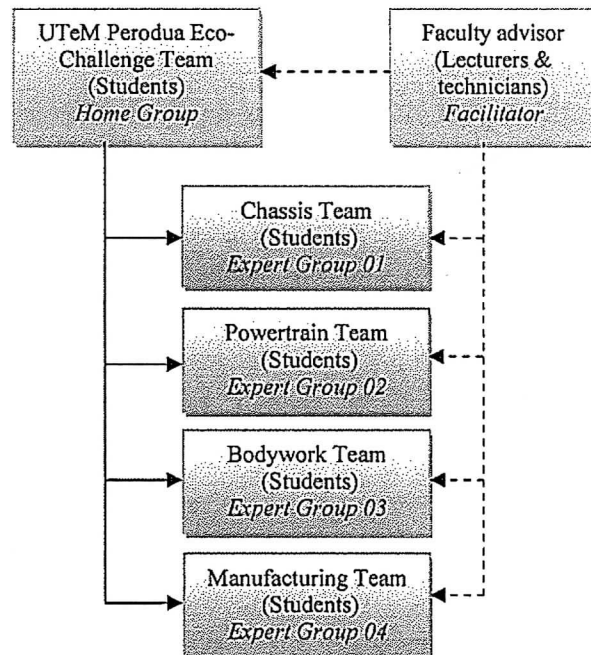 UTeM Perodua Eco-
Challenge Team
(Students)
Home Group
Faculty advisor
(Lecturers &
technicians)
Facilitator
Chassis Team
(Students)
Expert Group 01
Powertrain Team
(Students)
Expert Group 02
Bodywork Team
(Students)
Expert Group 03
Manufacturing Team
(Students)
Expert Group 04